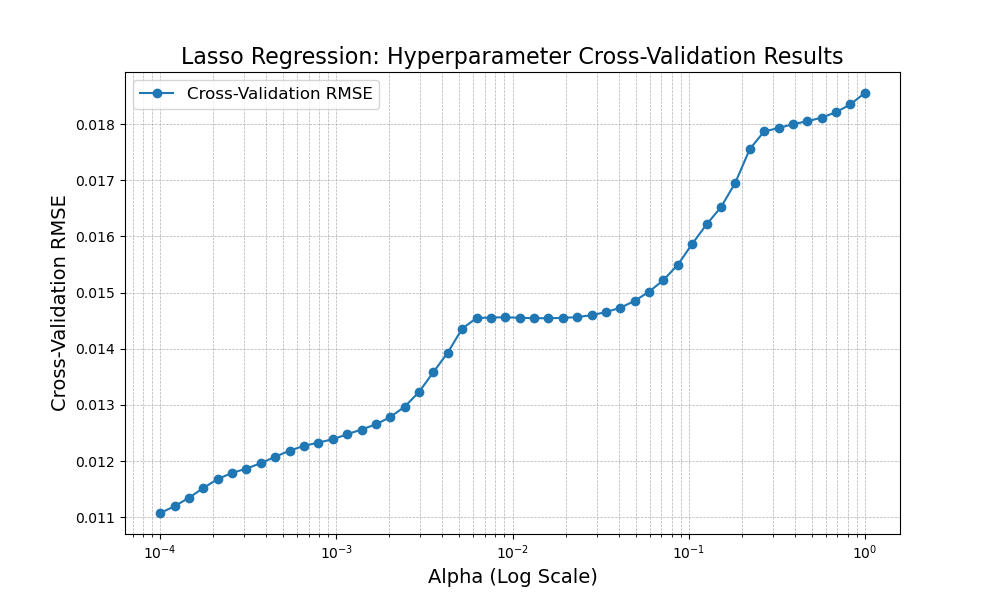 Lasso Regression: Hyperparameter Cross-Validation Results
Cross-Validation RMSE
Cross-Validation RMSE
0.018
0.017
0.016
0.015
0.014
0.013
0.012
0.011
10⁻⁴ 10⁻³ 10⁻² 10⁻¹ 10⁰
Alpha (Log Scale)